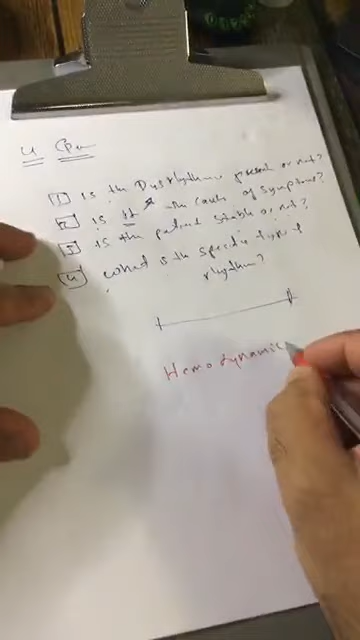 4
1 is the Dysrhythmia present or not?
2 is it the cause of symptoms?
3 is the patient stable or not?
4 what is the specific type of
rhythm?
Hemodynamic